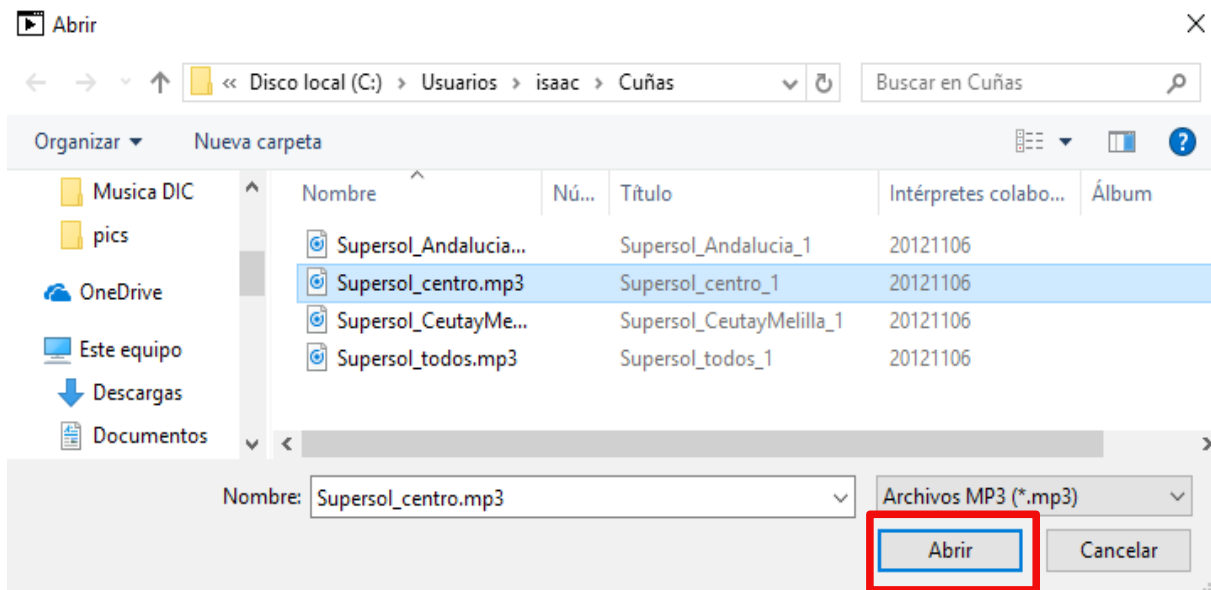 Abrir
« Disco local (C:) > Usuarios > isaac > Cuñas
Buscar en Cuñas
Organizar
Nueva carpeta
Musica DIC
pics
OneDrive
Este equipo
Descargas
Documentos
Nombre Nú... Título Intérpretes colabo... Álbum
Supersol_Andalucia... Supersol_Andalucia_1 20121106
Supersol_centro.mp3 Supersol_centro_1 20121106
Supersol_CeutayMe... Supersol_CeutayMelilla_1 20121106
Supersol_todos.mp3 Supersol_todos_1 20121106
Nombre: Supersol_centro.mp3
Archivos MP3 (*.mp3)
Abrir
Cancelar